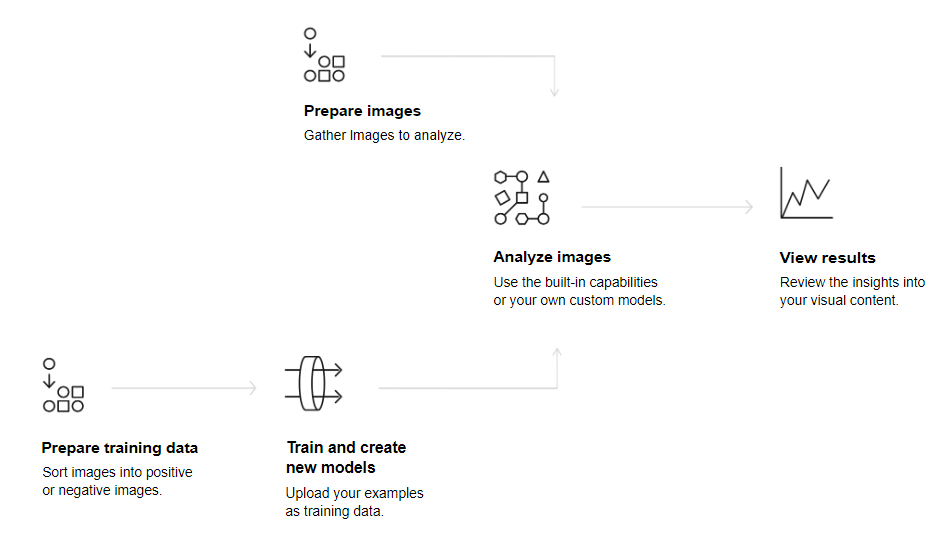 Prepare images
Gather Images to analyze.
Analyze images
Use the built-in capabilities
or your own custom models.
View results
Review the insights into
your visual content.
Prepare training data
Sort images into positive
or negative images.
Train and create
new models
Upload your examples
as training data.